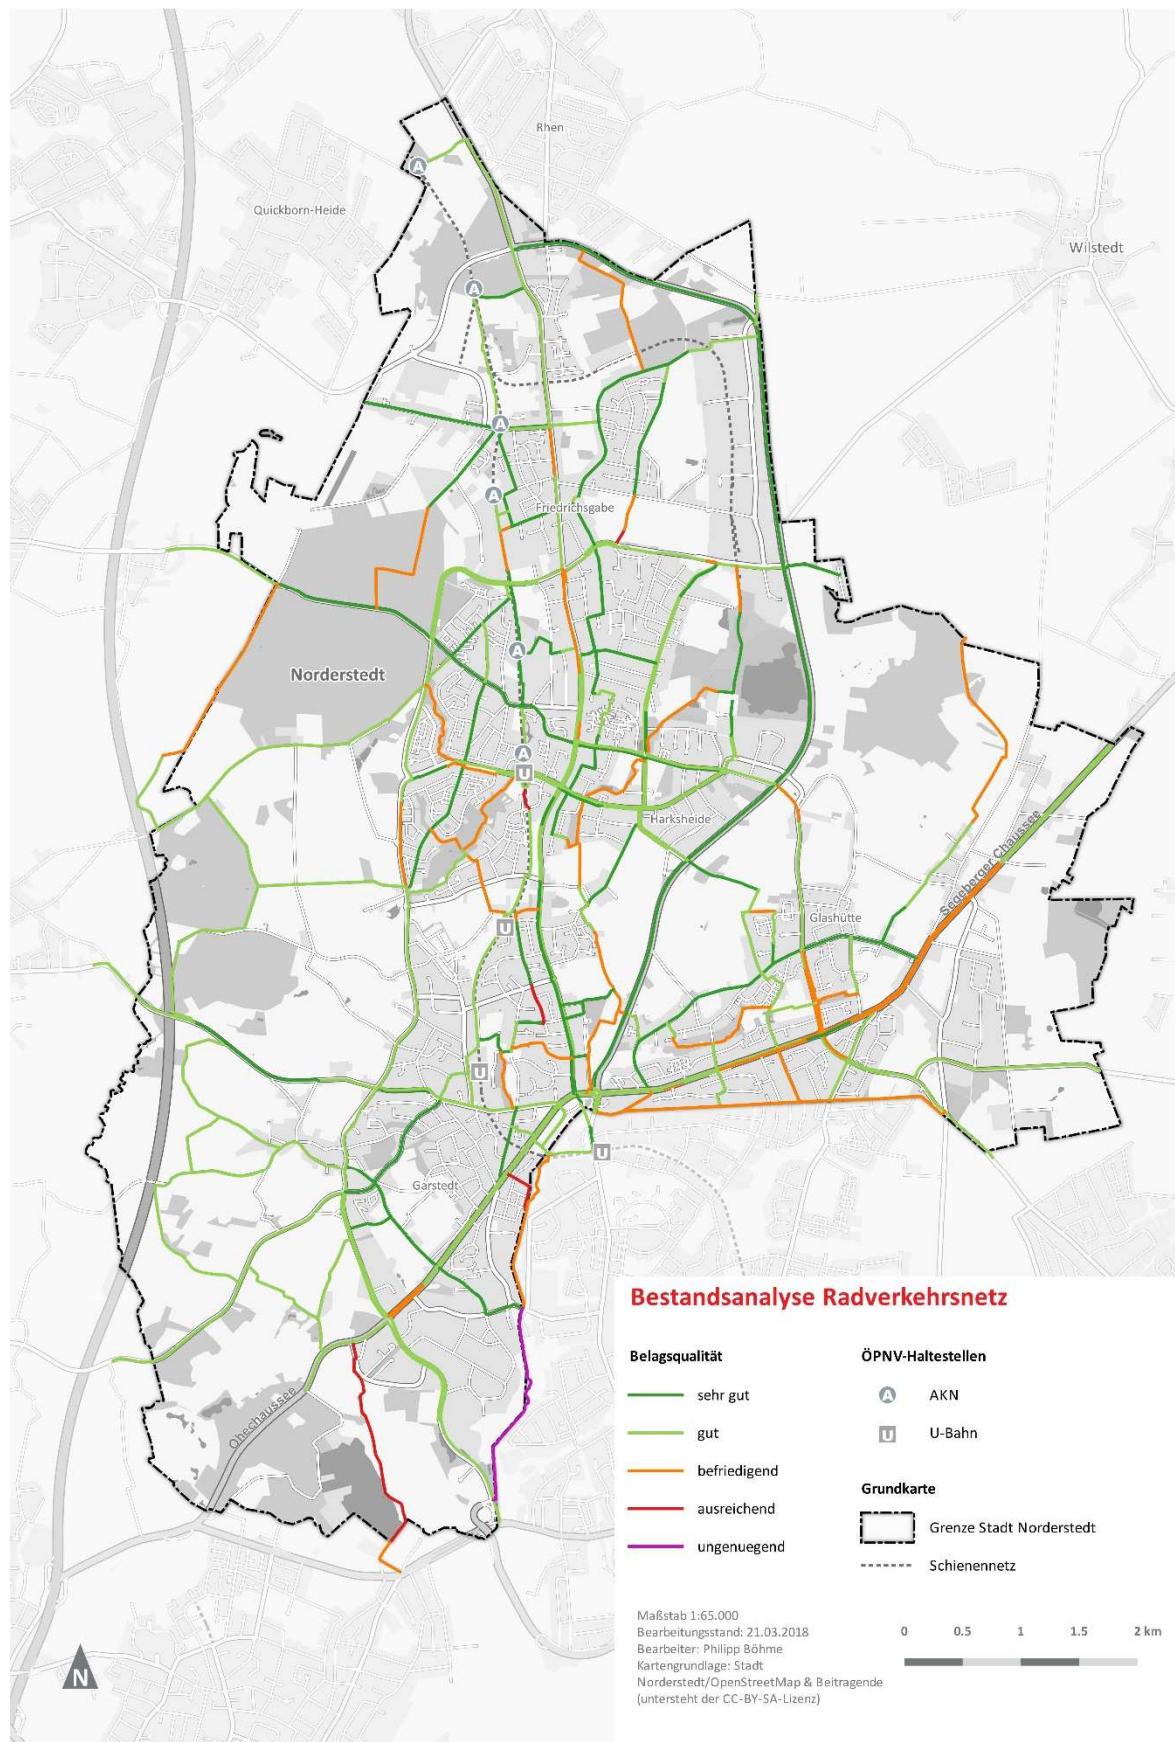 Rhen
A
Quickborn-Heide
Wilstedt
A
A
A
Friedrichsgabe
A
Norderstedt
A
U
Harksheide
Segeberger Chaussee
Glashütte
U
U
U
Garstedt
Ohechaussee
Bestandsanalyse Radverkehrsnetz
Belagsqualität
sehr gut
gut
befriedigend
ausreichend
ungenuegend
ÖPNV-Haltestellen
A AKN
U U-Bahn
Grundkarte
Grenze Stadt Norderstedt
Schienennetz
Maßstab 1:65.000
Bearbeitungsstand: 21.03.2018
Bearbeiter: Philipp Böhme
Kartengrundlage: Stadt
Norderstedt/OpenStreetMap & Beitragende
(untersteht der CC-BY-SA-Lizenz)
0 0.5 1 1.5 2 km
N